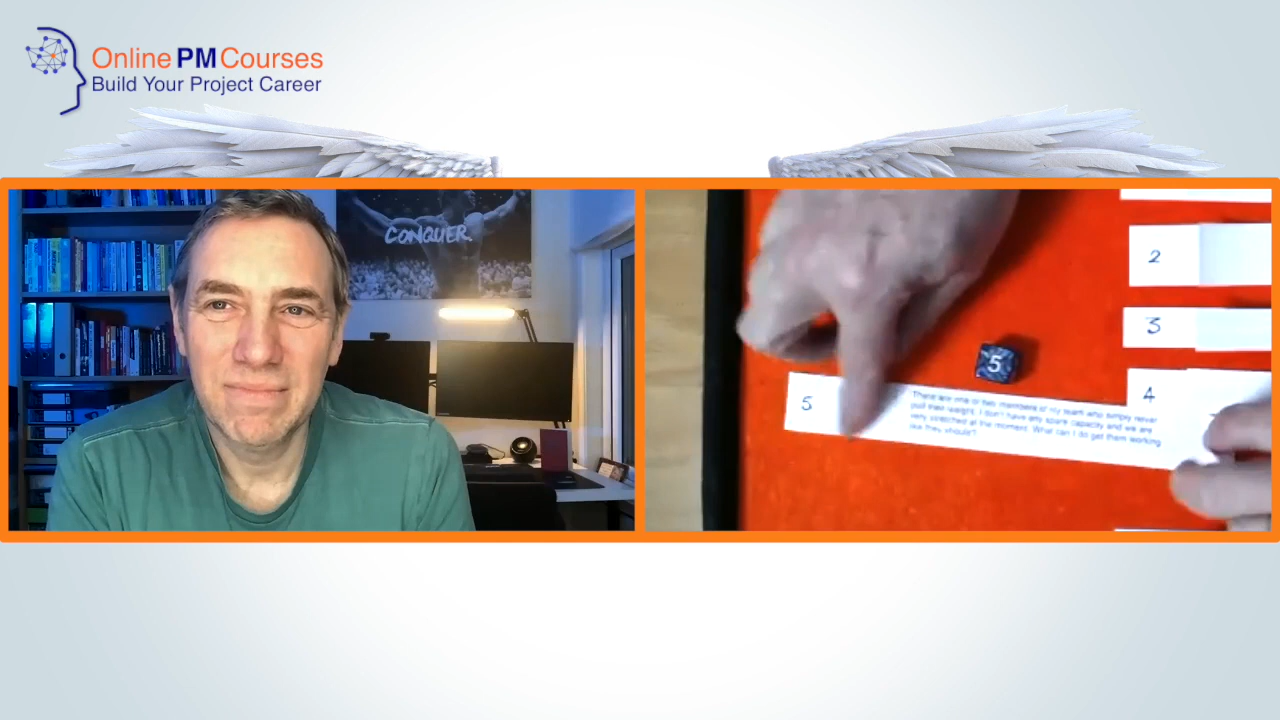 Online PM Courses
Build Your Project Career
CONQUER.
2
3
4
5
5
There are one or two members of my team who simply never
pull their weight. I don't have any spare capacity and we are
very stretched at the moment. What can I do get them working
like they should?